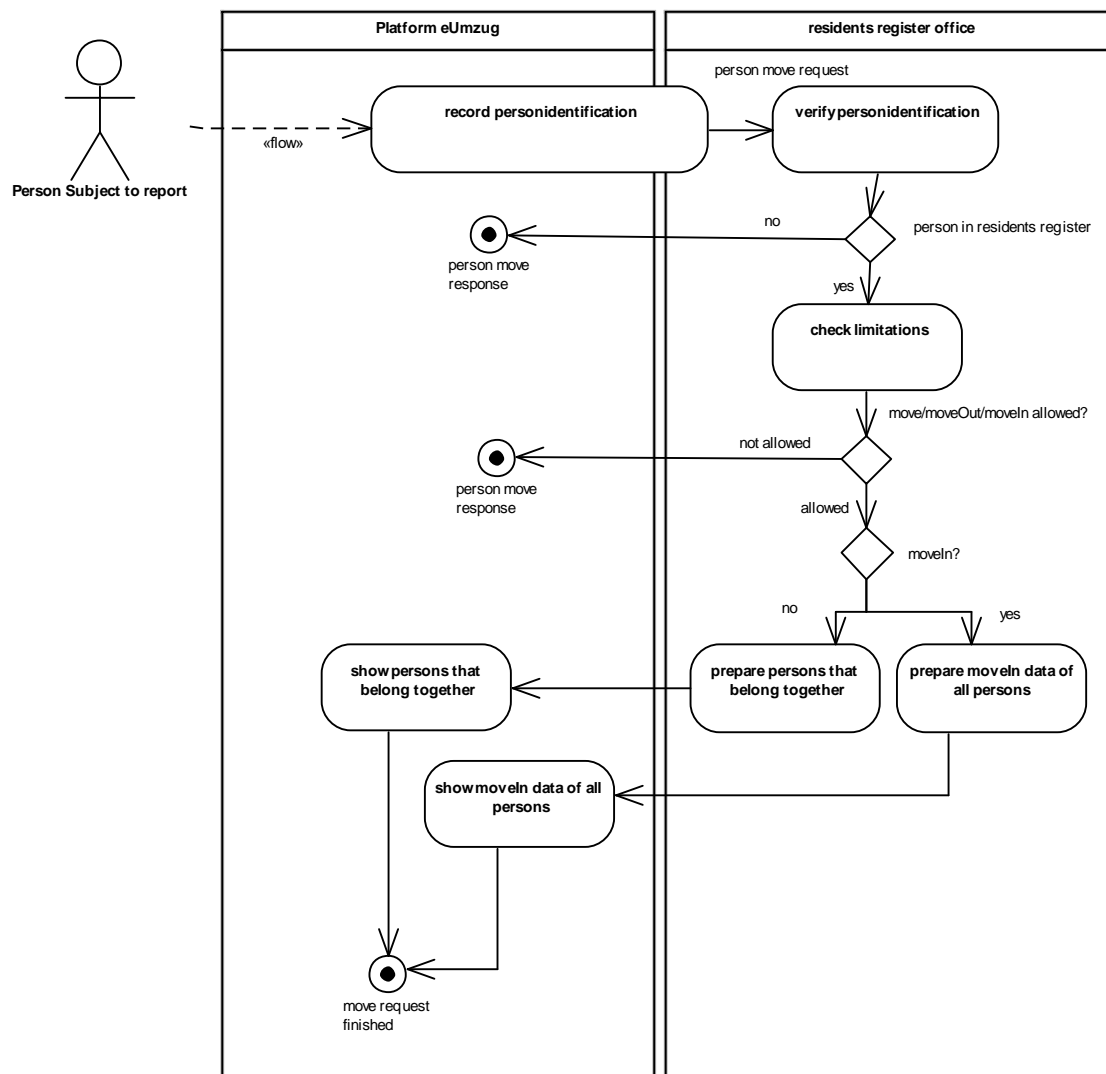 Platform eUmzug
residents register office
person move request
record personidentification
verify personidentification
«flow»
Person Subject to report
no
person in residents register
person move
response
yes
check limitations
move/moveOut/moveIn allowed?
not allowed
person move
response
allowed
moveIn?
no
yes
show persons that
belong together
prepare persons that
belong together
prepare moveIn data of
all persons
show moveIn data of all
persons
move request
finished